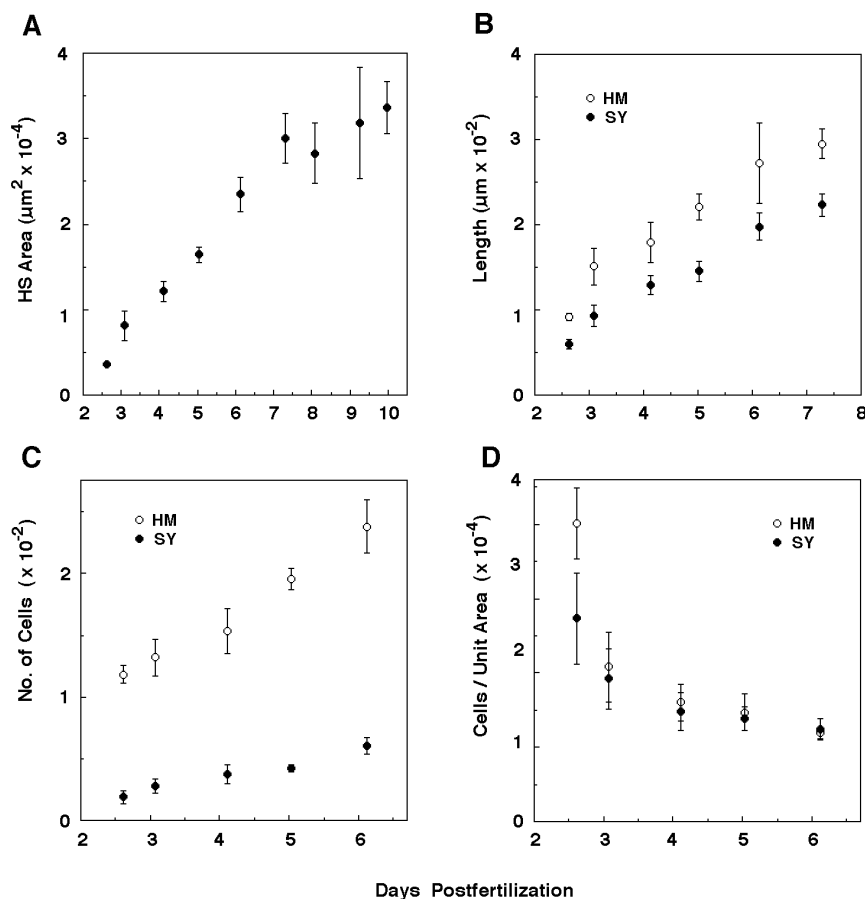 A
4
3
2
1
0
HS Area (μm² x 10⁻⁴)
2 3 4 5 6 7 8 9 10
B
4
3
2
1
0
Length (μm x 10⁻²)
HM
SY
2 3 4 5 6 7 8
C
2
1
0
No. of Cells (x 10⁻²)
HM
SY
2 3 4 5 6
D
4
3
2
1
0
Cells / Unit Area (x 10⁻⁴)
HM
SY
2 3 4 5 6
Days Postfertilization